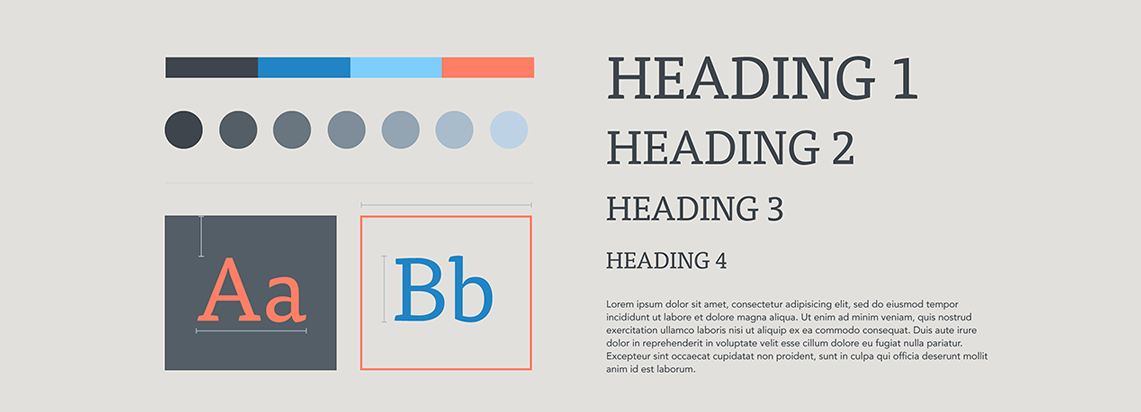 Aa
Bb
HEADING 1
HEADING 2
HEADING 3
HEADING 4
Lorem ipsum dolor sit amet, consectetur adipisicing elit, sed do eiusmod tempor
incididunt ut labore et dolore magna aliqua. Ut enim ad minim veniam, quis nostrud
exercitation ullamco laboris nisi ut aliquip ex ea commodo consequat. Duis aute irure
dolor in reprehenderit in voluptate velit esse cillum dolore eu fugiat nulla pariatur.
Excepteur sint occaecat cupidatat non proident, sunt in culpa qui officia deserunt mollit
anim id est laborum.